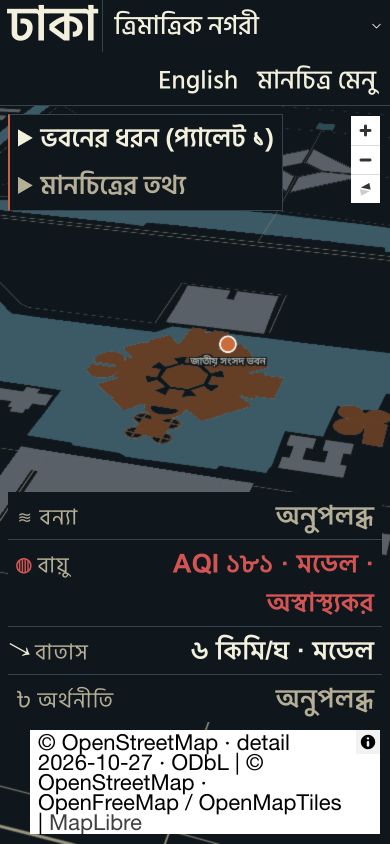 ঢাকা ত্রিমাত্রিক নগরী
English মানচিত্র মেনু
▶ ভবনের ধরন (প্যালেট ১)
▶ মানচিত্রের তথ্য
জাতীয় সংসদ ভবন
≋ বন্যা অনুপলব্ধ
বায়ু AQI ১৮১ · মডেল ·
অস্বাস্থ্যকর
বাতাস ৬ কিমি/ঘ · মডেল
৳ অর্থনীতি অনুপলব্ধ
© OpenStreetMap · detail
2026-10-27 · ODbL | ©
OpenStreetMap ·
OpenFreeMap / OpenMapTiles
| MapLibre